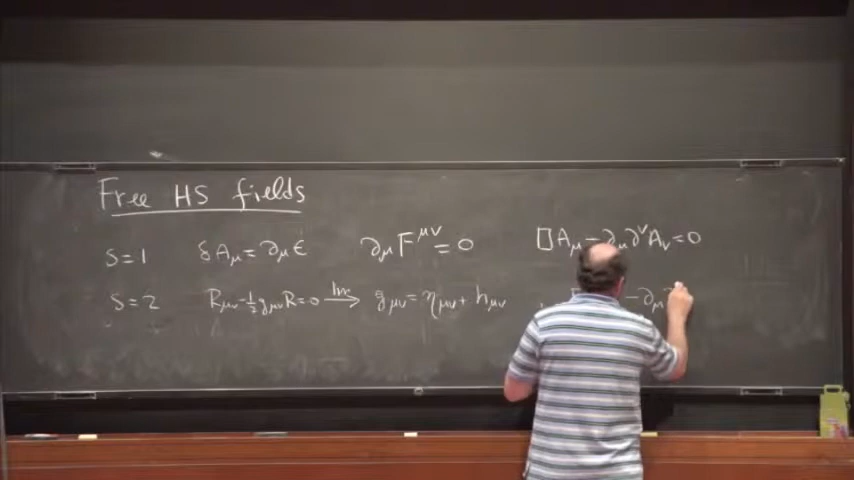 Free HS fields
S=1 δA_μ = ∂_μ ε ∂_μ F^{μν} = 0 □A_μ − ∂_μ ∂^ν A_ν = 0
S=2 R_{μν} − ½ g_{μν} R = 0 → lin g_{μν} = η_{μν} + h_{μν} − ∂_μ